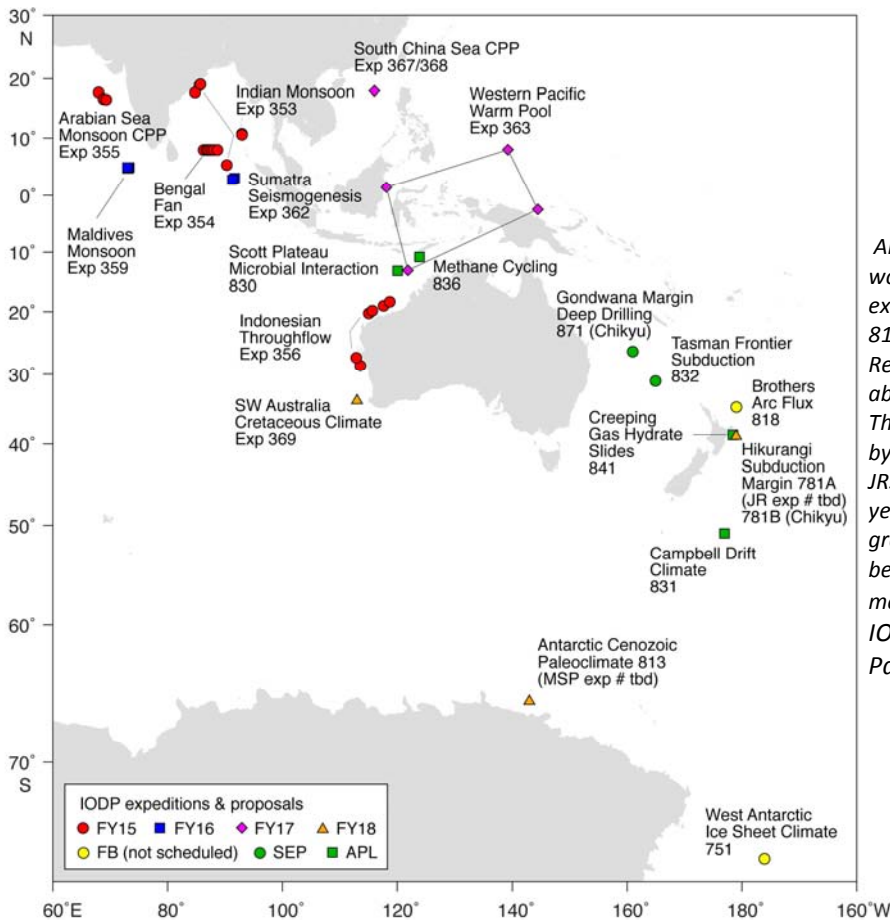 30°
N
20°
10°
0°
10°
20°
30°
40°
50°
60°
70°
S
60°E
80°
100°
120°
140°
160°
180°
160°W
South China Sea CPP
Exp 367/368
Indian Monsoon
Exp 353
Western Pacific
Warm Pool
Exp 363
Arabian Sea
Monsoon CPP
Exp 355
Bengal
Fan
Exp 354
Sumatra
Seismogenesis
Exp 362
Maldives
Monsoon
Exp 359
Scott Plateau
Microbial Interaction
830
Methane Cycling
836
Gondwana Margin
Deep Drilling
871 (Chikyu)
Indonesian
Throughflow
Exp 356
Tasman Frontier
Subduction
832
SW Australia
Cretaceous Climate
Exp 369
Brothers
Arc Flux
818
Creeping
Gas Hydrate
Slides
841
Hikurangi
Subduction
Margin 781A
(JR exp # tbd)
781B (Chikyu)
Campbell Drift
Climate
831
Antarctic Cenozoic
Paleoclimate 813
(MSP exp # tbd)
West Antarctic
Ice Sheet Climate
751
IODP expeditions & proposals
FY15 FY16 FY17 FY18
FB (not scheduled) SEP APL
81
Th
by
IO